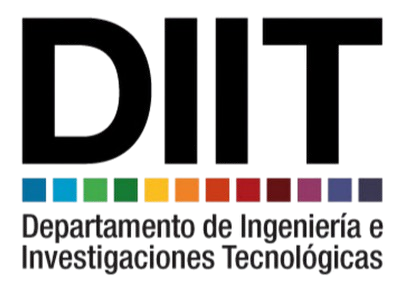 DIIT
Departamento de Ingeniería e
Investigaciones Tecnológicas